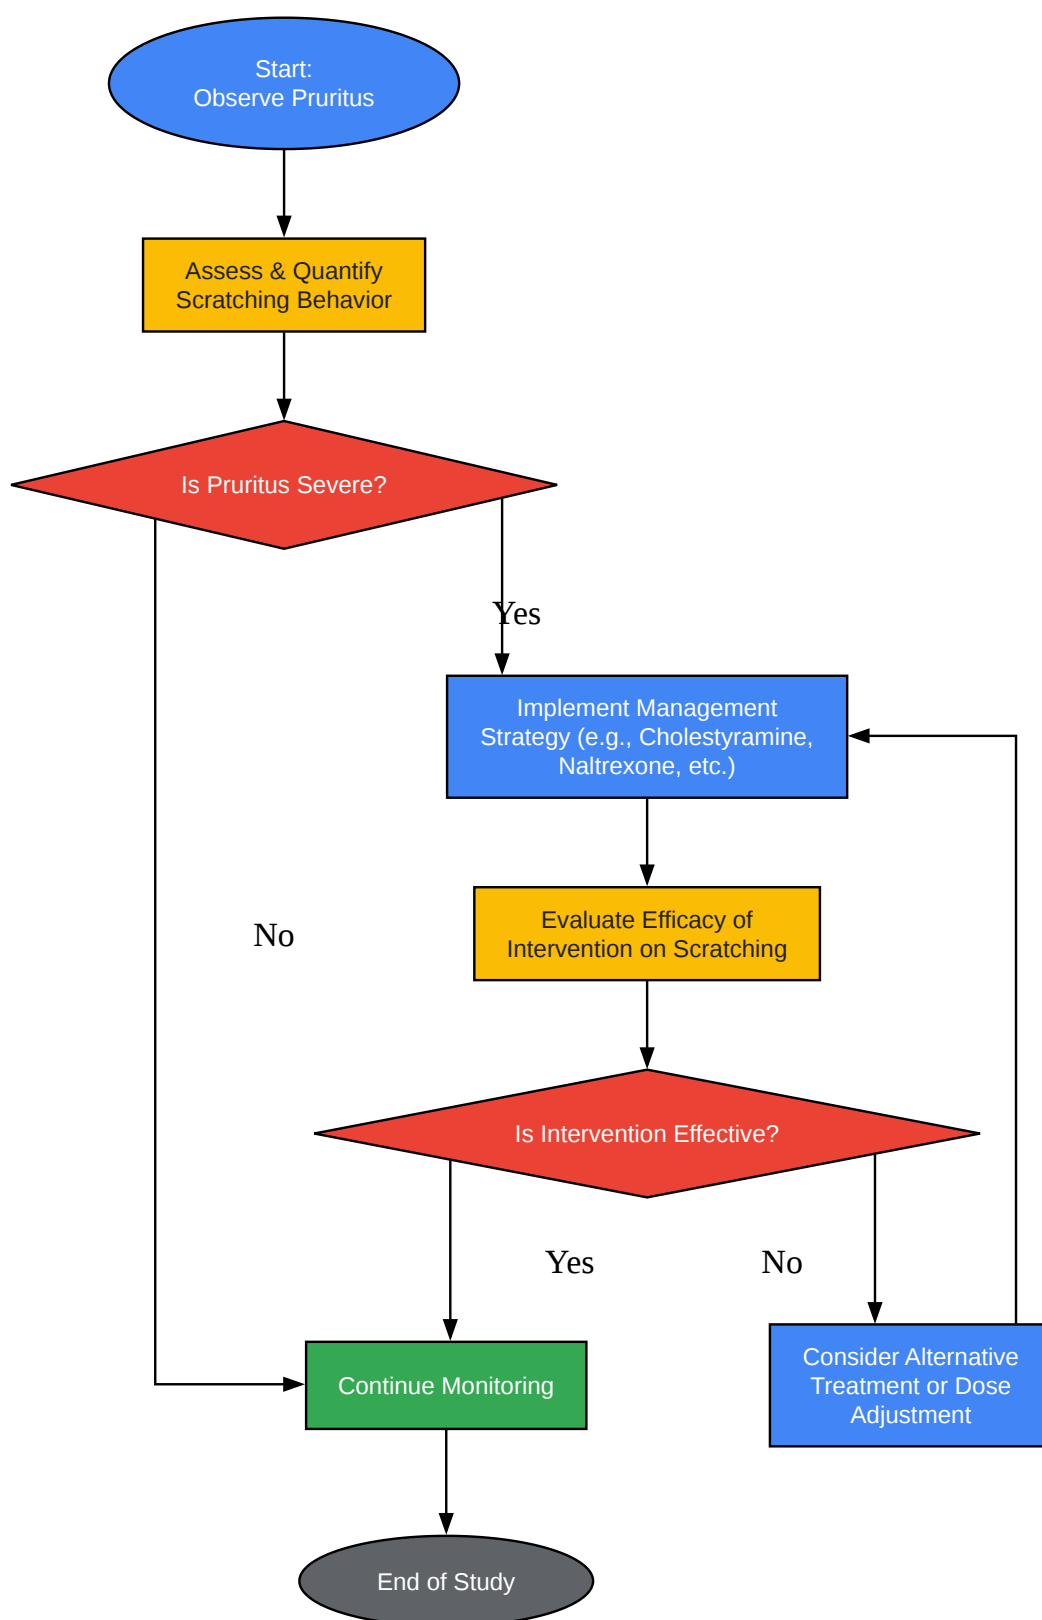 Start:
Observe Pruritus
Assess & Quantify
Scratching Behavior
Is Pruritus Severe?
Yes
Implement Management
Strategy (e.g., Cholestyramine,
Naltrexone, etc.)
No
Evaluate Efficacy of
Intervention on Scratching
Is Intervention Effective?
Yes
No
Consider Alternative
Treatment or Dose
Adjustment
Continue Monitoring
End of Study